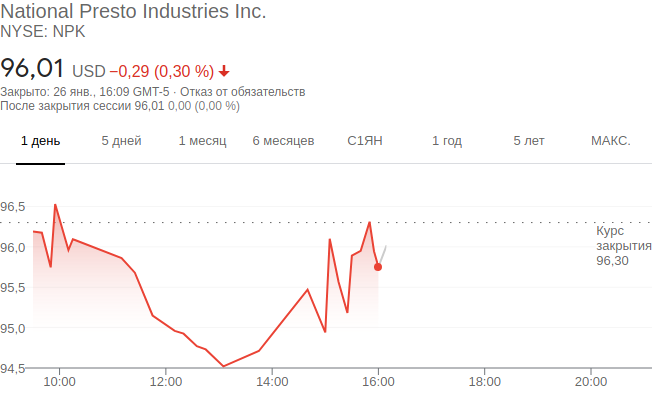 National Presto Industries Inc.
NYSE: NPK
96,01 USD −0,29 (0,30 %)
Закрыто: 26 янв., 16:09 GMT-5 · Отказ от обязательств
После закрытия сессии 96,01 0,00 (0,00 %)
1 день 5 дней 1 месяц 6 месяцев С1ЯН 1 год 5 лет МАКС.
96,5
Курс
закрытия
96,30
96,0
95,5
95,0
94,5
10:00 12:00 14:00 16:00 18:00 20:00